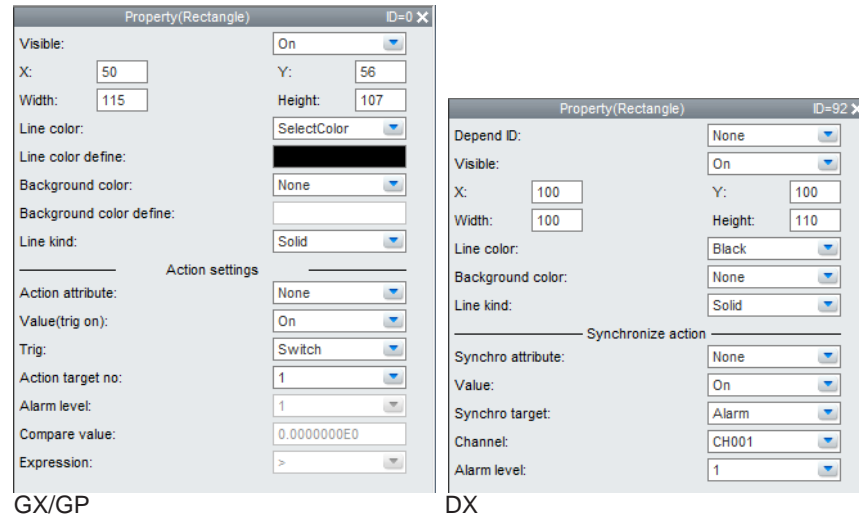 Property(Rectangle) ID=0
Visible: On
X: 50 Y: 56
Width: 115 Height: 107
Line color: SelectColor
Line color define:
Background color: None
Background color define:
Line kind: Solid
Action settings
Action attribute: None
Value(trig on): On
Trig: Switch
Action target no: 1
Alarm level: 1
Compare value: 0.0000000E0
Expression: >
GX/GP
Property(Rectangle) ID=92
Depend ID: None
Visible: On
X: 100 Y: 100
Width: 100 Height: 110
Line color: Black
Background color: None
Line kind: Solid
Synchronize action
Synchro attribute: None
Value: On
Synchro target: Alarm
Channel: CH001
Alarm level: 1
DX